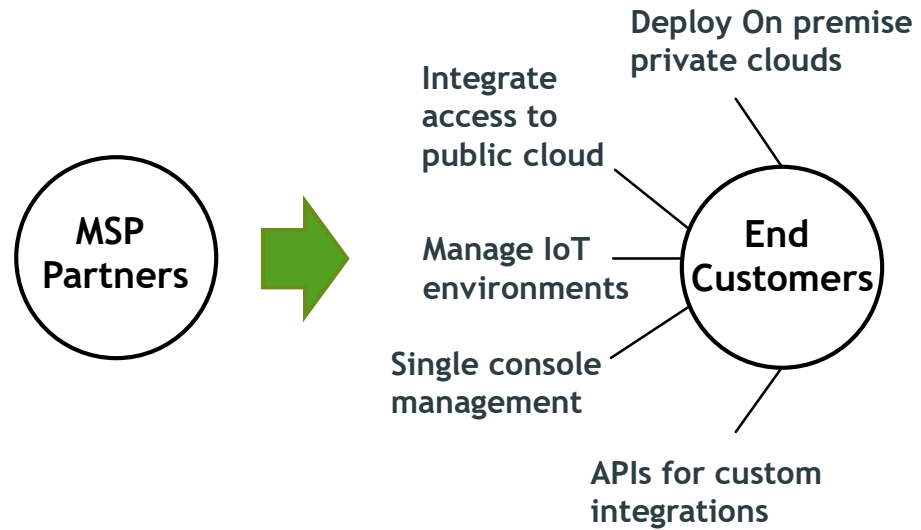 Deploy On premise
private clouds
Integrate
access to
public cloud
MSP
Partners
Manage IoT
environments
End
Customers
Single console
management
APIs for custom
integrations